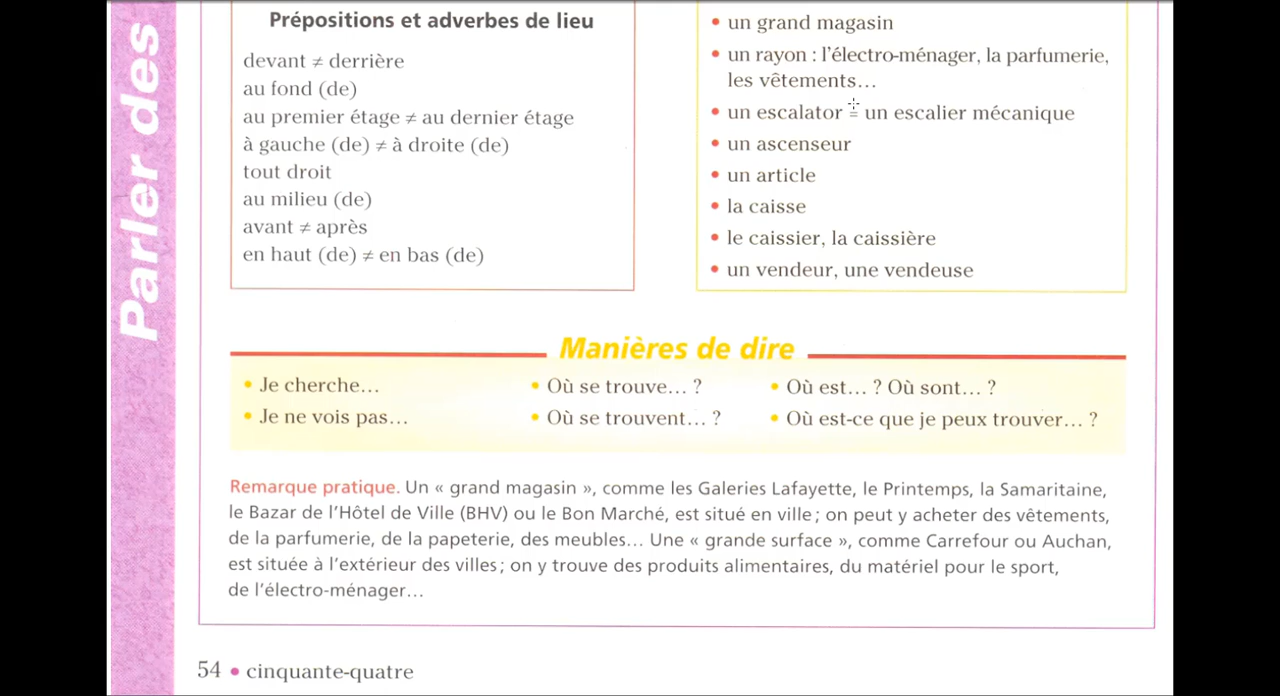 Parler des
Prépositions et adverbes de lieu
devant ≠ derrière
au fond (de)
au premier étage ≠ au dernier étage
à gauche (de) ≠ à droite (de)
tout droit
au milieu (de)
avant ≠ après
en haut (de) ≠ en bas (de)
• un grand magasin
• un rayon : l'électro-ménager, la parfumerie,
les vêtements…
• un escalator = un escalier mécanique
• un ascenseur
• un article
• la caisse
• le caissier, la caissière
• un vendeur, une vendeuse
Manières de dire
• Je cherche…
• Je ne vois pas…
• Où se trouve… ?
• Où se trouvent… ?
• Où est… ? Où sont… ?
• Où est-ce que je peux trouver… ?
Remarque pratique. Un « grand magasin », comme les Galeries Lafayette, le Printemps, la Samaritaine,
le Bazar de l'Hôtel de Ville (BHV) ou le Bon Marché, est situé en ville ; on peut y acheter des vêtements,
de la parfumerie, de la papeterie, des meubles… Une « grande surface », comme Carrefour ou Auchan,
est située à l'extérieur des villes ; on y trouve des produits alimentaires, du matériel pour le sport,
de l'électro-ménager…
54 • cinquante-quatre